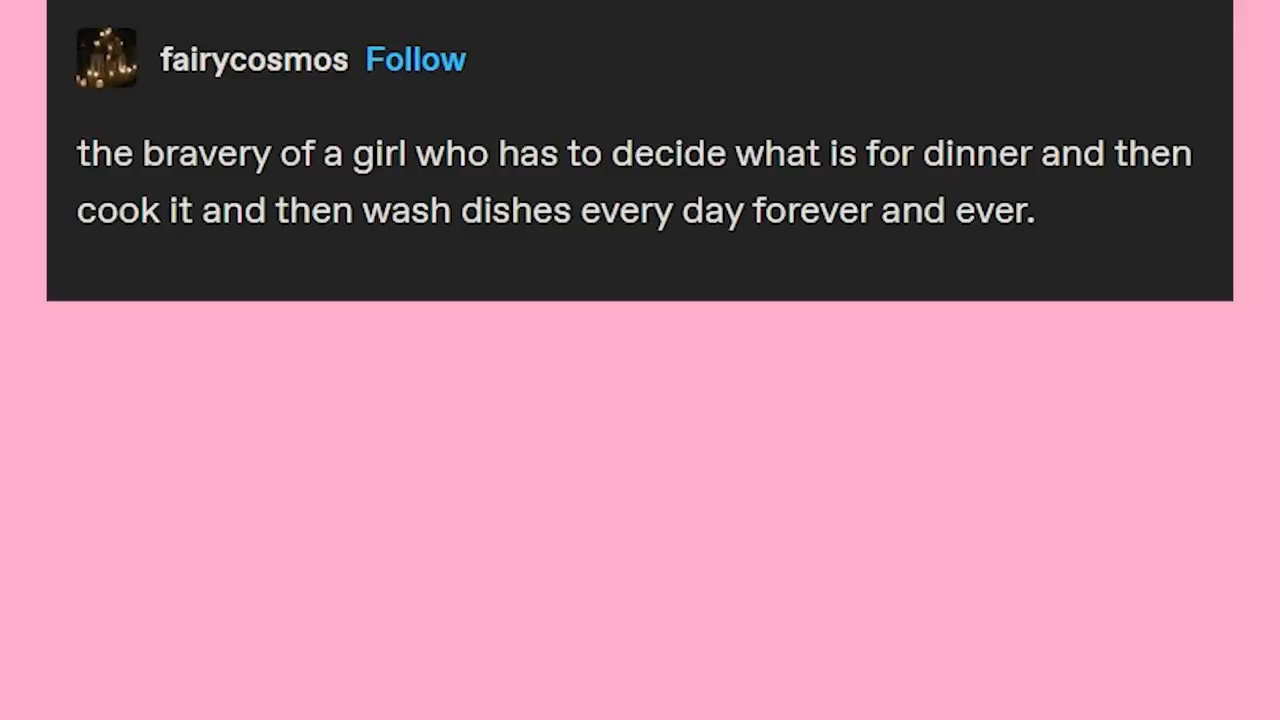 fairycosmos Follow
the bravery of a girl who has to decide what is for dinner and then
cook it and then wash dishes every day forever and ever.